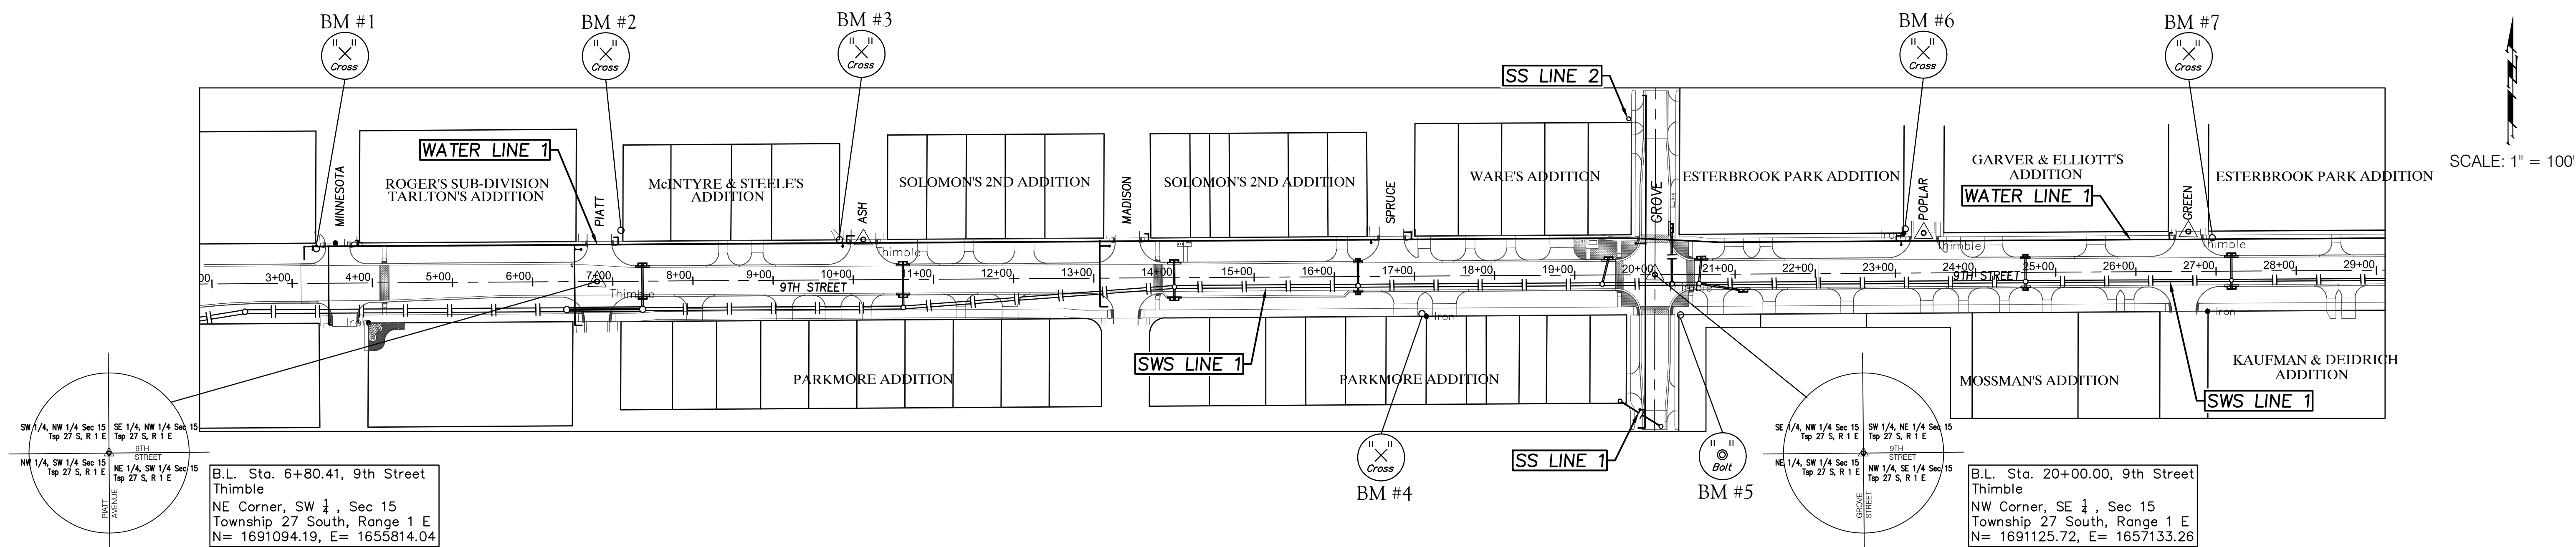 BM #1
BM #2
BM #3
BM #6
BM #7
" "
Cross
" "
Cross
" "
Cross
" "
Cross
" "
Cross
SS LINE 2
SCALE: 1" = 100'
WATER LINE 1
MINNESOTA
PIATT
ASH
MADISON
SPRUCE
GROVE
POPLAR
GREEN
ROGER'S SUB-DIVISION
TARLTON'S ADDITION
McINTYRE & STEELE'S
ADDITION
SOLOMON'S 2ND ADDITION
SOLOMON'S 2ND ADDITION
WARE'S ADDITION
ESTERBROOK PARK ADDITION
GARVER & ELLIOTT'S
ADDITION
ESTERBROOK PARK ADDITION
WATER LINE 1
Iron
Thimble
Iron
Thimble
Thimble
Thimble
00
3+00
4+00
5+00
6+00
7+00
8+00
9+00
10+00
11+00
12+00
13+00
14+00
15+00
16+00
17+00
18+00
19+00
20+00
21+00
22+00
23+00
24+00
25+00
26+00
27+00
28+00
29+00
9TH STREET
9TH STREET
Thimble
Iron
Iron
Iron
SWS LINE 1
PARKMORE ADDITION
PARKMORE ADDITION
MOSSMAN'S ADDITION
KAUFMAN & DEIDRICH
ADDITION
SWS LINE 1
SS LINE 1
" "
Cross
BM #4
" "
Bolt
BM #5
SW 1/4, NW 1/4 Sec 15
Tsp 27 S, R 1 E
SE 1/4, NW 1/4 Sec 15
Tsp 27 S, R 1 E
9TH
STREET
NW 1/4, SW 1/4 Sec 15
Tsp 27 S, R 1 E
NE 1/4, SW 1/4 Sec 15
Tsp 27 S, R 1 E
PIATT
AVENUE
B.L. Sta. 6+80.41, 9th Street
Thimble
NE Corner, SW 1/4 , Sec 15
Township 27 South, Range 1 E
N= 1691094.19, E= 1655814.04
SE 1/4, NW 1/4 Sec 15
Tsp 27 S, R 1 E
SW 1/4, NE 1/4 Sec 15
Tsp 27 S, R 1 E
9TH
STREET
NE 1/4, SW 1/4 Sec 15
Tsp 27 S, R 1 E
NW 1/4, SE 1/4 Sec 15
Tsp 27 S, R 1 E
GROVE
STREET
B.L. Sta. 20+00.00, 9th Street
Thimble
NW Corner, SE 1/4 , Sec 15
Township 27 South, Range 1 E
N= 1691125.72, E= 1657133.26